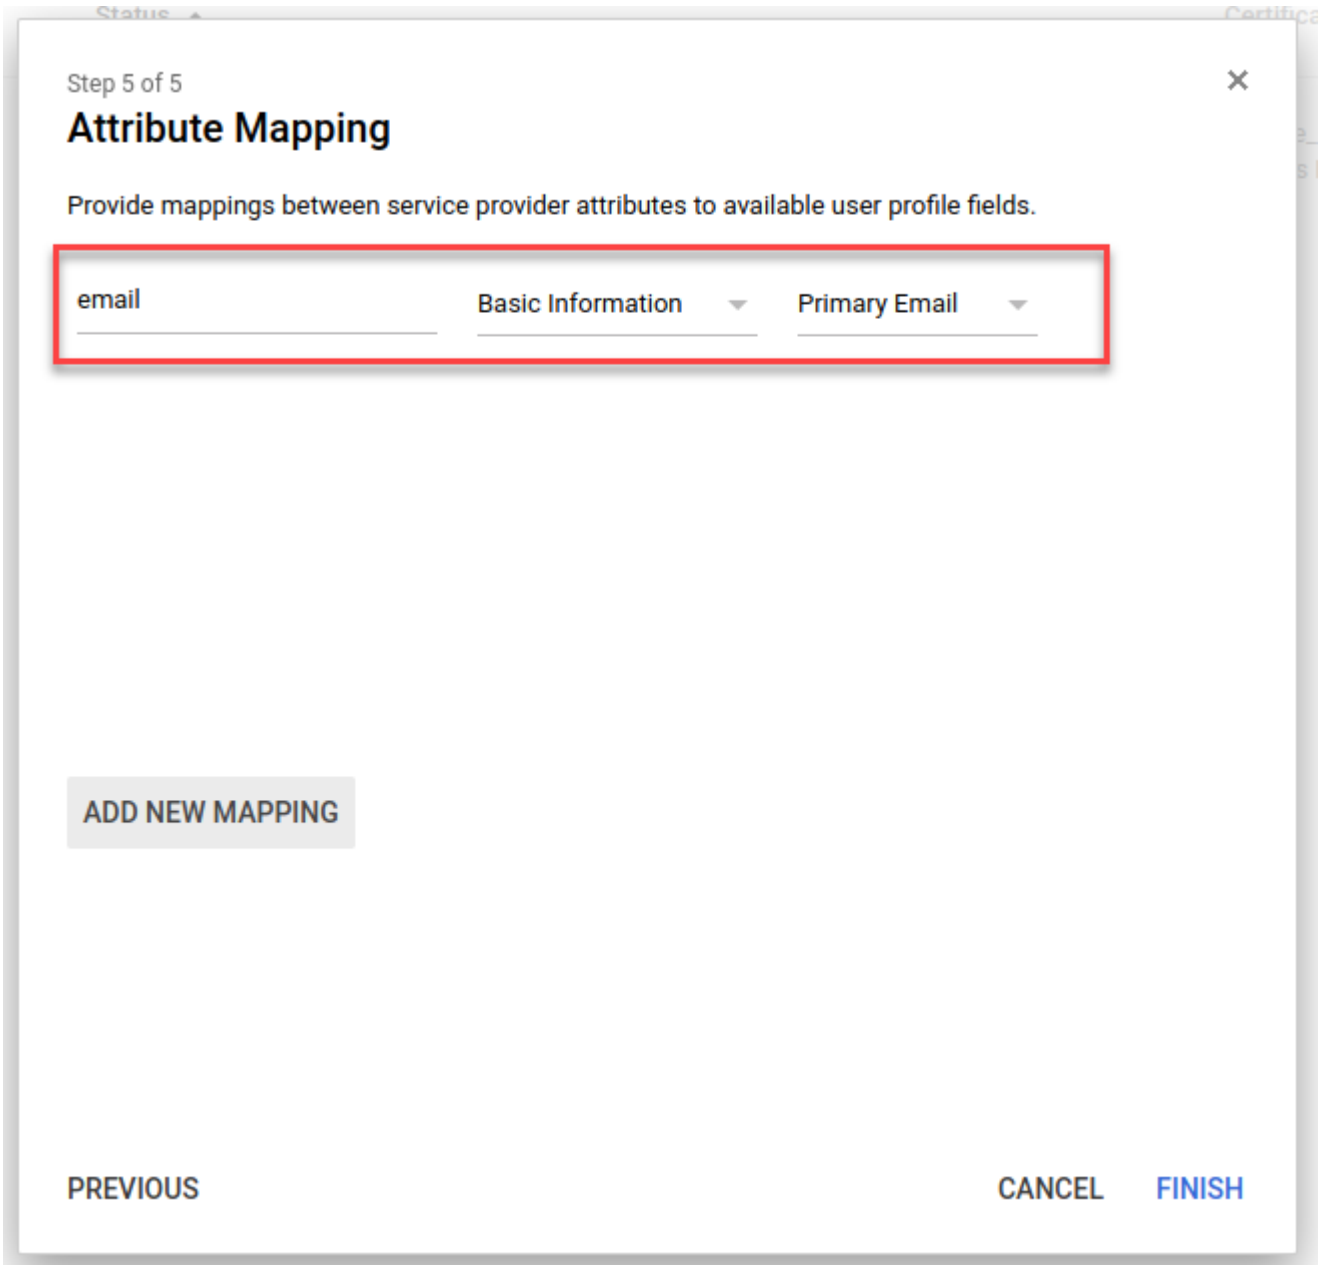 Status
Step 5 of 5
Attribute Mapping
Provide mappings between service provider attributes to available user profile fields.
email Basic Information Primary Email
ADD NEW MAPPING
PREVIOUS CANCEL FINISH